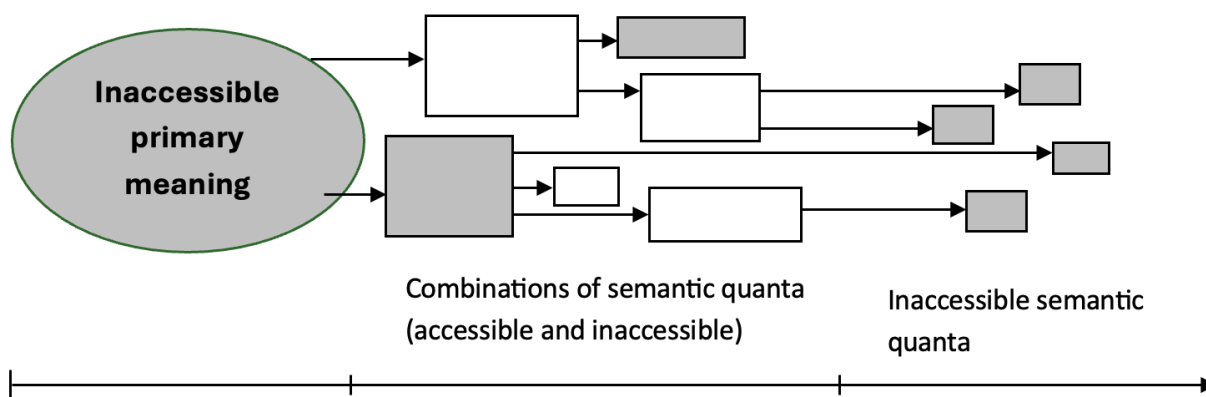 Inaccessible
primary
meaning
Combinations of semantic quanta
(accessible and inaccessible)
Inaccessible semantic
quanta